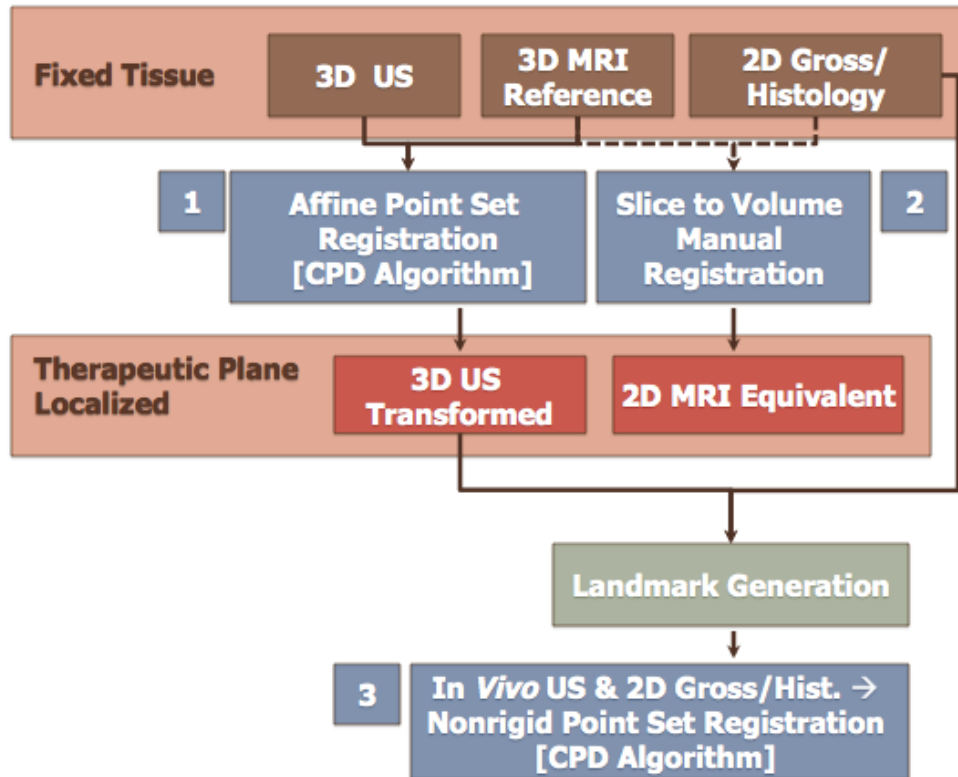 Fixed Tissue
3D US
3D MRI
Reference
2D Gross/
Histology
1
Affine Point Set
Registration
[CPD Algorithm]
Slice to Volume
Manual
Registration
2
Therapeutic Plane
Localized
3D US
Transformed
2D MRI Equivalent
Landmark Generation
3
In Vivo US & 2D Gross/Hist. →
Nonrigid Point Set Registration
[CPD Algorithm]